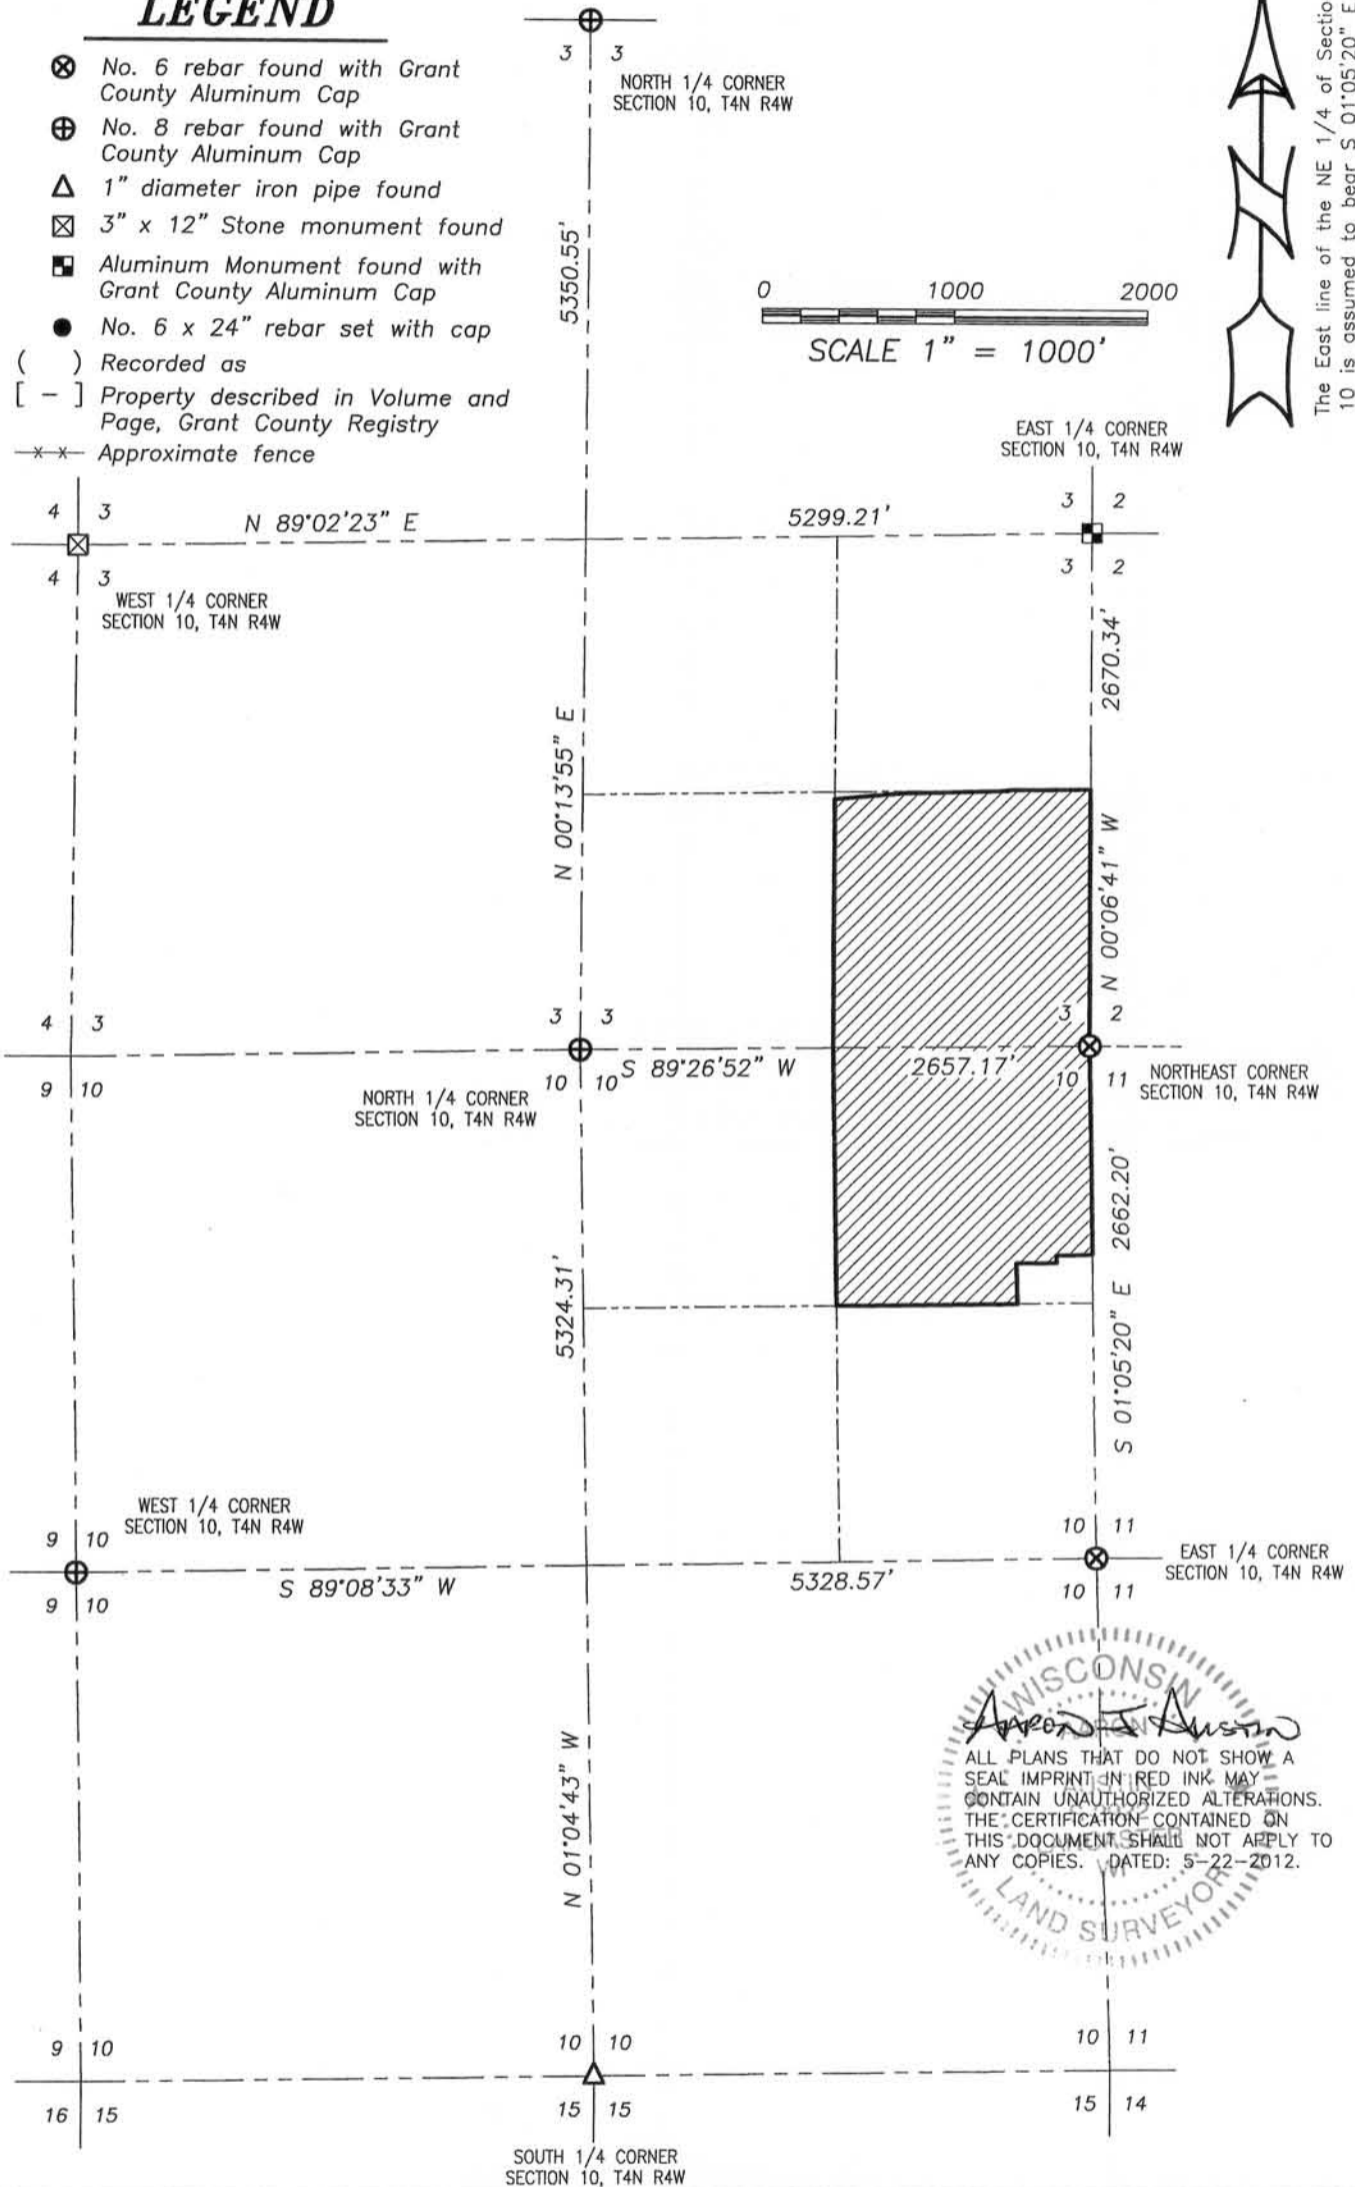 LEGEND
No. 6 rebar found with Grant
County Aluminum Cap
No. 8 rebar found with Grant
County Aluminum Cap
1" diameter iron pipe found
3" x 12" Stone monument found
Aluminum Monument found with
Grant County Aluminum Cap
No. 6 x 24" rebar set with cap
( ) Recorded as
[ - ] Property described in Volume and
Page, Grant County Registry
x x Approximate fence
3 3
NORTH 1/4 CORNER
SECTION 10, T4N R4W
5350.55'
0 1000 2000
SCALE 1" = 1000'
N
The East line of the NE 1/4 of Sectio
10 is assumed to bear S 01°05'20" E
EAST 1/4 CORNER
SECTION 10, T4N R4W
4 3
N 89°02'23" E
5299.21'
3 2
4 3
3 2
WEST 1/4 CORNER
SECTION 10, T4N R4W
2670.34'
N 00°13'55" E
N 00°06'41" W
4 3
3 3
3 2
S 89°26'52" W
2657.17'
9 10
10 10
10 11
NORTH 1/4 CORNER
SECTION 10, T4N R4W
NORTHEAST CORNER
SECTION 10, T4N R4W
2662.20'
5324.31'
S 01°05'20" E
WEST 1/4 CORNER
SECTION 10, T4N R4W
9 10
10 11
EAST 1/4 CORNER
SECTION 10, T4N R4W
S 89°08'33" W
5328.57'
9 10
10 11
WISCONSIN
Aaron J Austin
AARON
AUSTIN
ALL PLANS THAT DO NOT SHOW A
SEAL IMPRINT IN RED INK MAY
CONTAIN UNAUTHORIZED ALTERATIONS.
THE CERTIFICATION CONTAINED ON
THIS DOCUMENT SHALL NOT APPLY TO
ANY COPIES. DATED: 5-22-2012.
WI
LAND SURVEYOR
N 01°04'43" W
9 10
10 10
10 11
16 15
15 15
15 14
SOUTH 1/4 CORNER
SECTION 10, T4N R4W